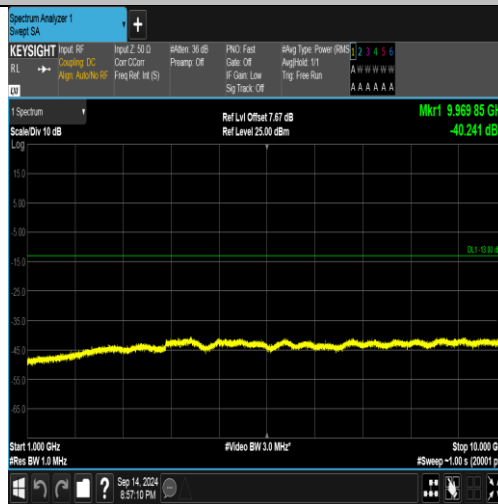 Spectrum Analyzer 1
Swept SA
+
KEYSIGHT
RL
Input: RF
Coupling: DC
Align: Auto/No RF
Input Z: 50 Ω
Corr CCorr
Freq Ref: Int (S)
#Atten: 36 dB
Preamp: Off
PNO: Fast
Gate: Off
IF Gain: Low
Sig Track: Off
#Avg Type: Power (RMS
Avg|Hold: 1/1
Trig: Free Run
1 2 3 4 5 6
A W W W W W
A A A A A A
1 Spectrum
Scale/Div 10 dB
Log
Ref Lvl Offset 7.67 dB
Ref Level 25.00 dBm
Mkr1 9.969 85 GH
-40.241 dB
15.0
5.00
-5.00
-15.0
-25.0
-35.0
-45.0
-55.0
-65.0
DL1 -13.00 d
Start 1.000 GHz
#Res BW 1.0 MHz
#Video BW 3.0 MHz*
Stop 10.000 G
#Sweep ~1.00 s (20001 p
?
Sep 14, 2024
8:57:10 PM